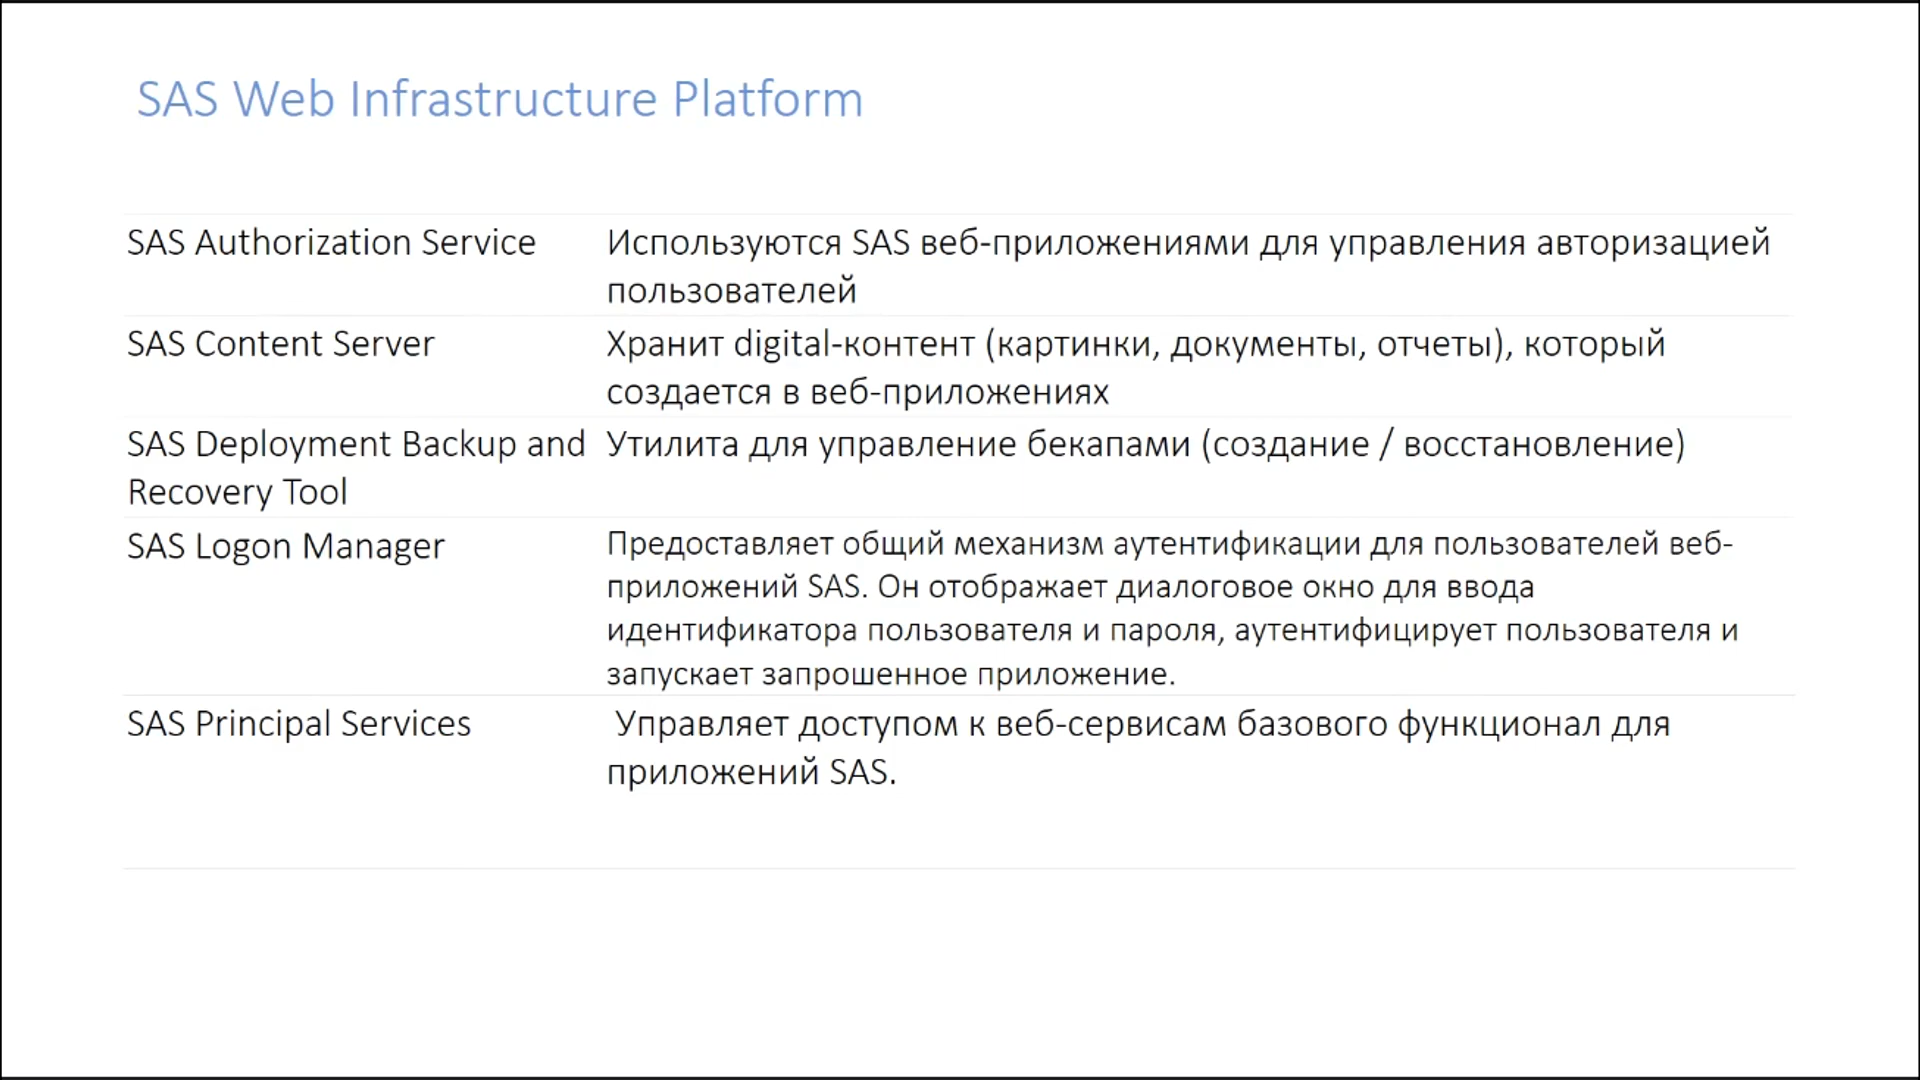 SAS Web Infrastructure Platform
SAS Authorization Service
Используются SAS веб-приложениями для управления авторизацией
пользователей
SAS Content Server
Хранит digital-контент (картинки, документы, отчеты), который
создается в веб-приложениях
SAS Deployment Backup and
Recovery Tool
Утилита для управление бекапами (создание / восстановление)
SAS Logon Manager
Предоставляет общий механизм аутентификации для пользователей веб-
приложений SAS. Он отображает диалоговое окно для ввода
идентификатора пользователя и пароля, аутентифицирует пользователя и
запускает запрошенное приложение.
SAS Principal Services
Управляет доступом к веб-сервисам базового функционал для
приложений SAS.